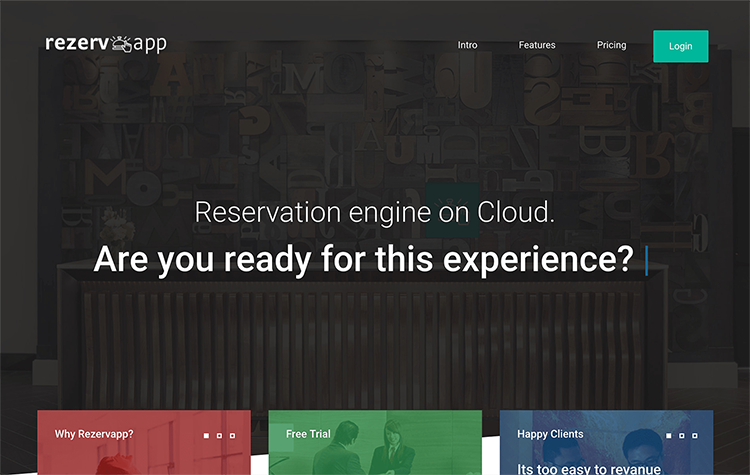 rezervapp
Intro Features Pricing Login
Reservation engine on Cloud.
Are you ready for this experience?
Why Rezervapp? Free Trial Happy Clients
Its too easy to revanue